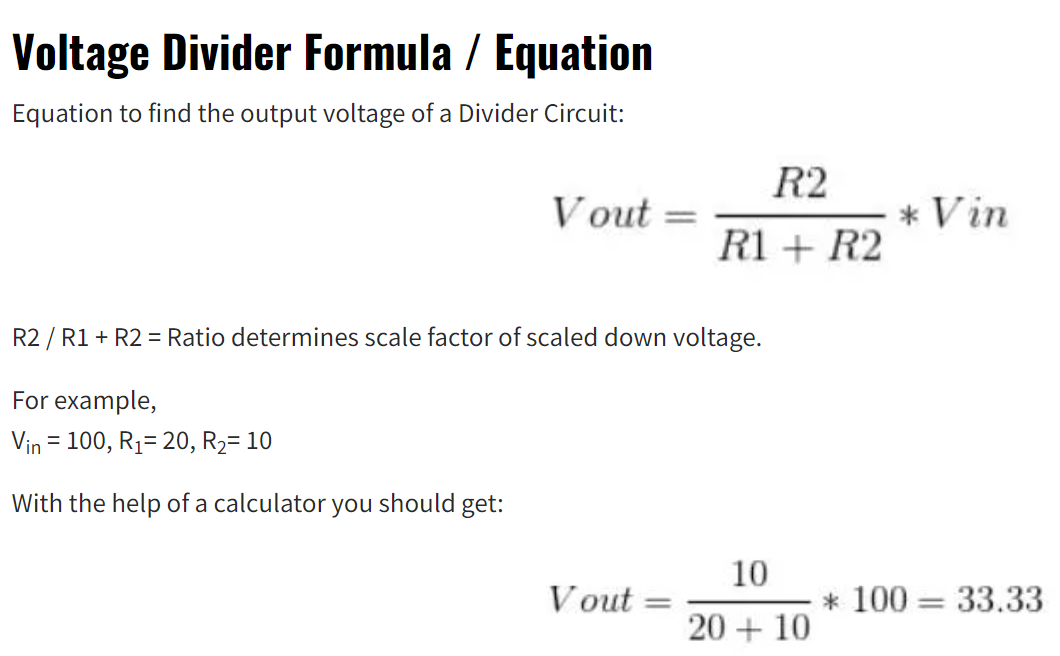 Voltage Divider Formula / Equation
Equation to find the output voltage of a Divider Circuit:
Vout = R2 / R1 + R2 * Vin
R2 / R1 + R2 = Ratio determines scale factor of scaled down voltage.
For example,
Vin = 100, R1= 20, R2= 10
With the help of a calculator you should get:
Vout = 10 / 20 + 10 * 100 = 33.33